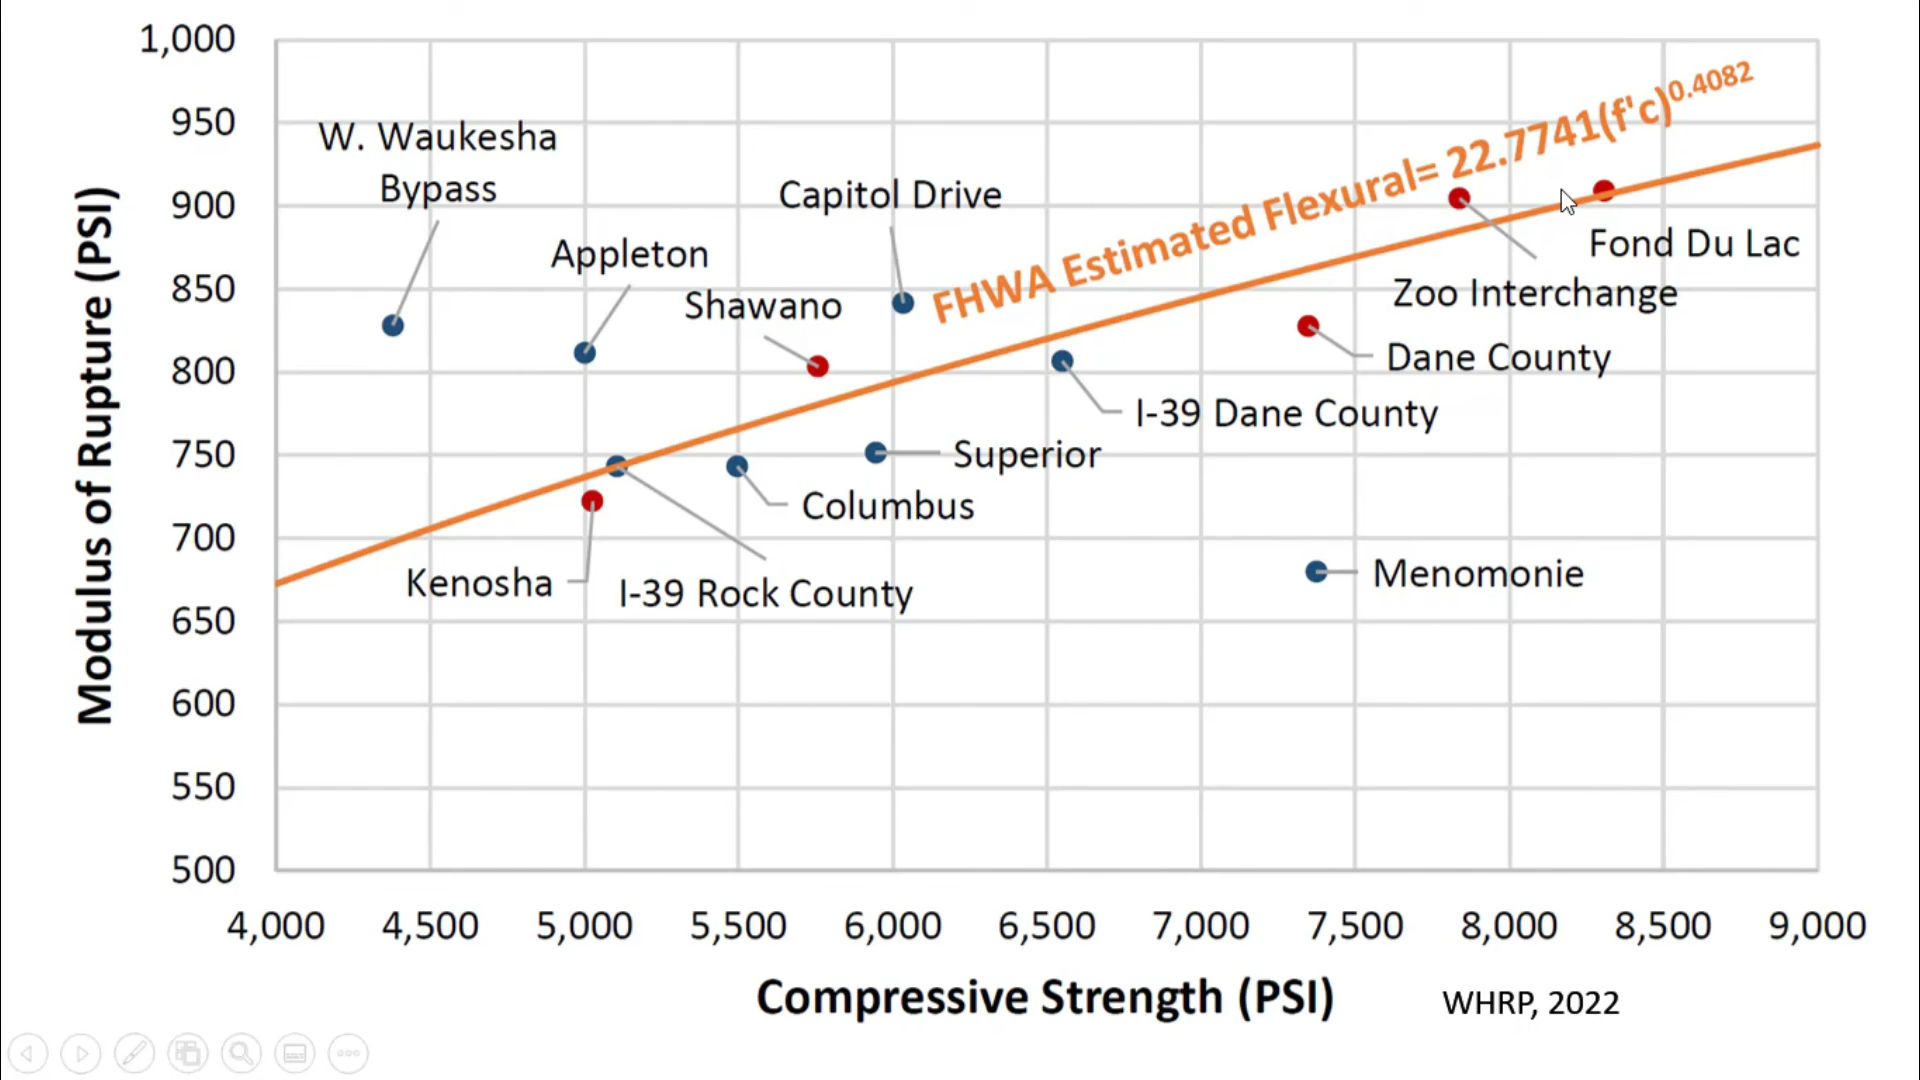 1,000
950
900
850
800
750
700
650
600
550
500
Modulus of Rupture (PSI)
W. Waukesha
Bypass
Appleton
Shawano
Capitol Drive
FHWA Estimated Flexural= 22.7741(f'c)^0.4082
Fond Du Lac
Zoo Interchange
Dane County
I-39 Dane County
Superior
Columbus
Menomonie
Kenosha
I-39 Rock County
4,000
4,500
5,000
5,500
6,000
6,500
7,000
7,500
8,000
8,500
9,000
Compressive Strength (PSI)
WHRP, 2022